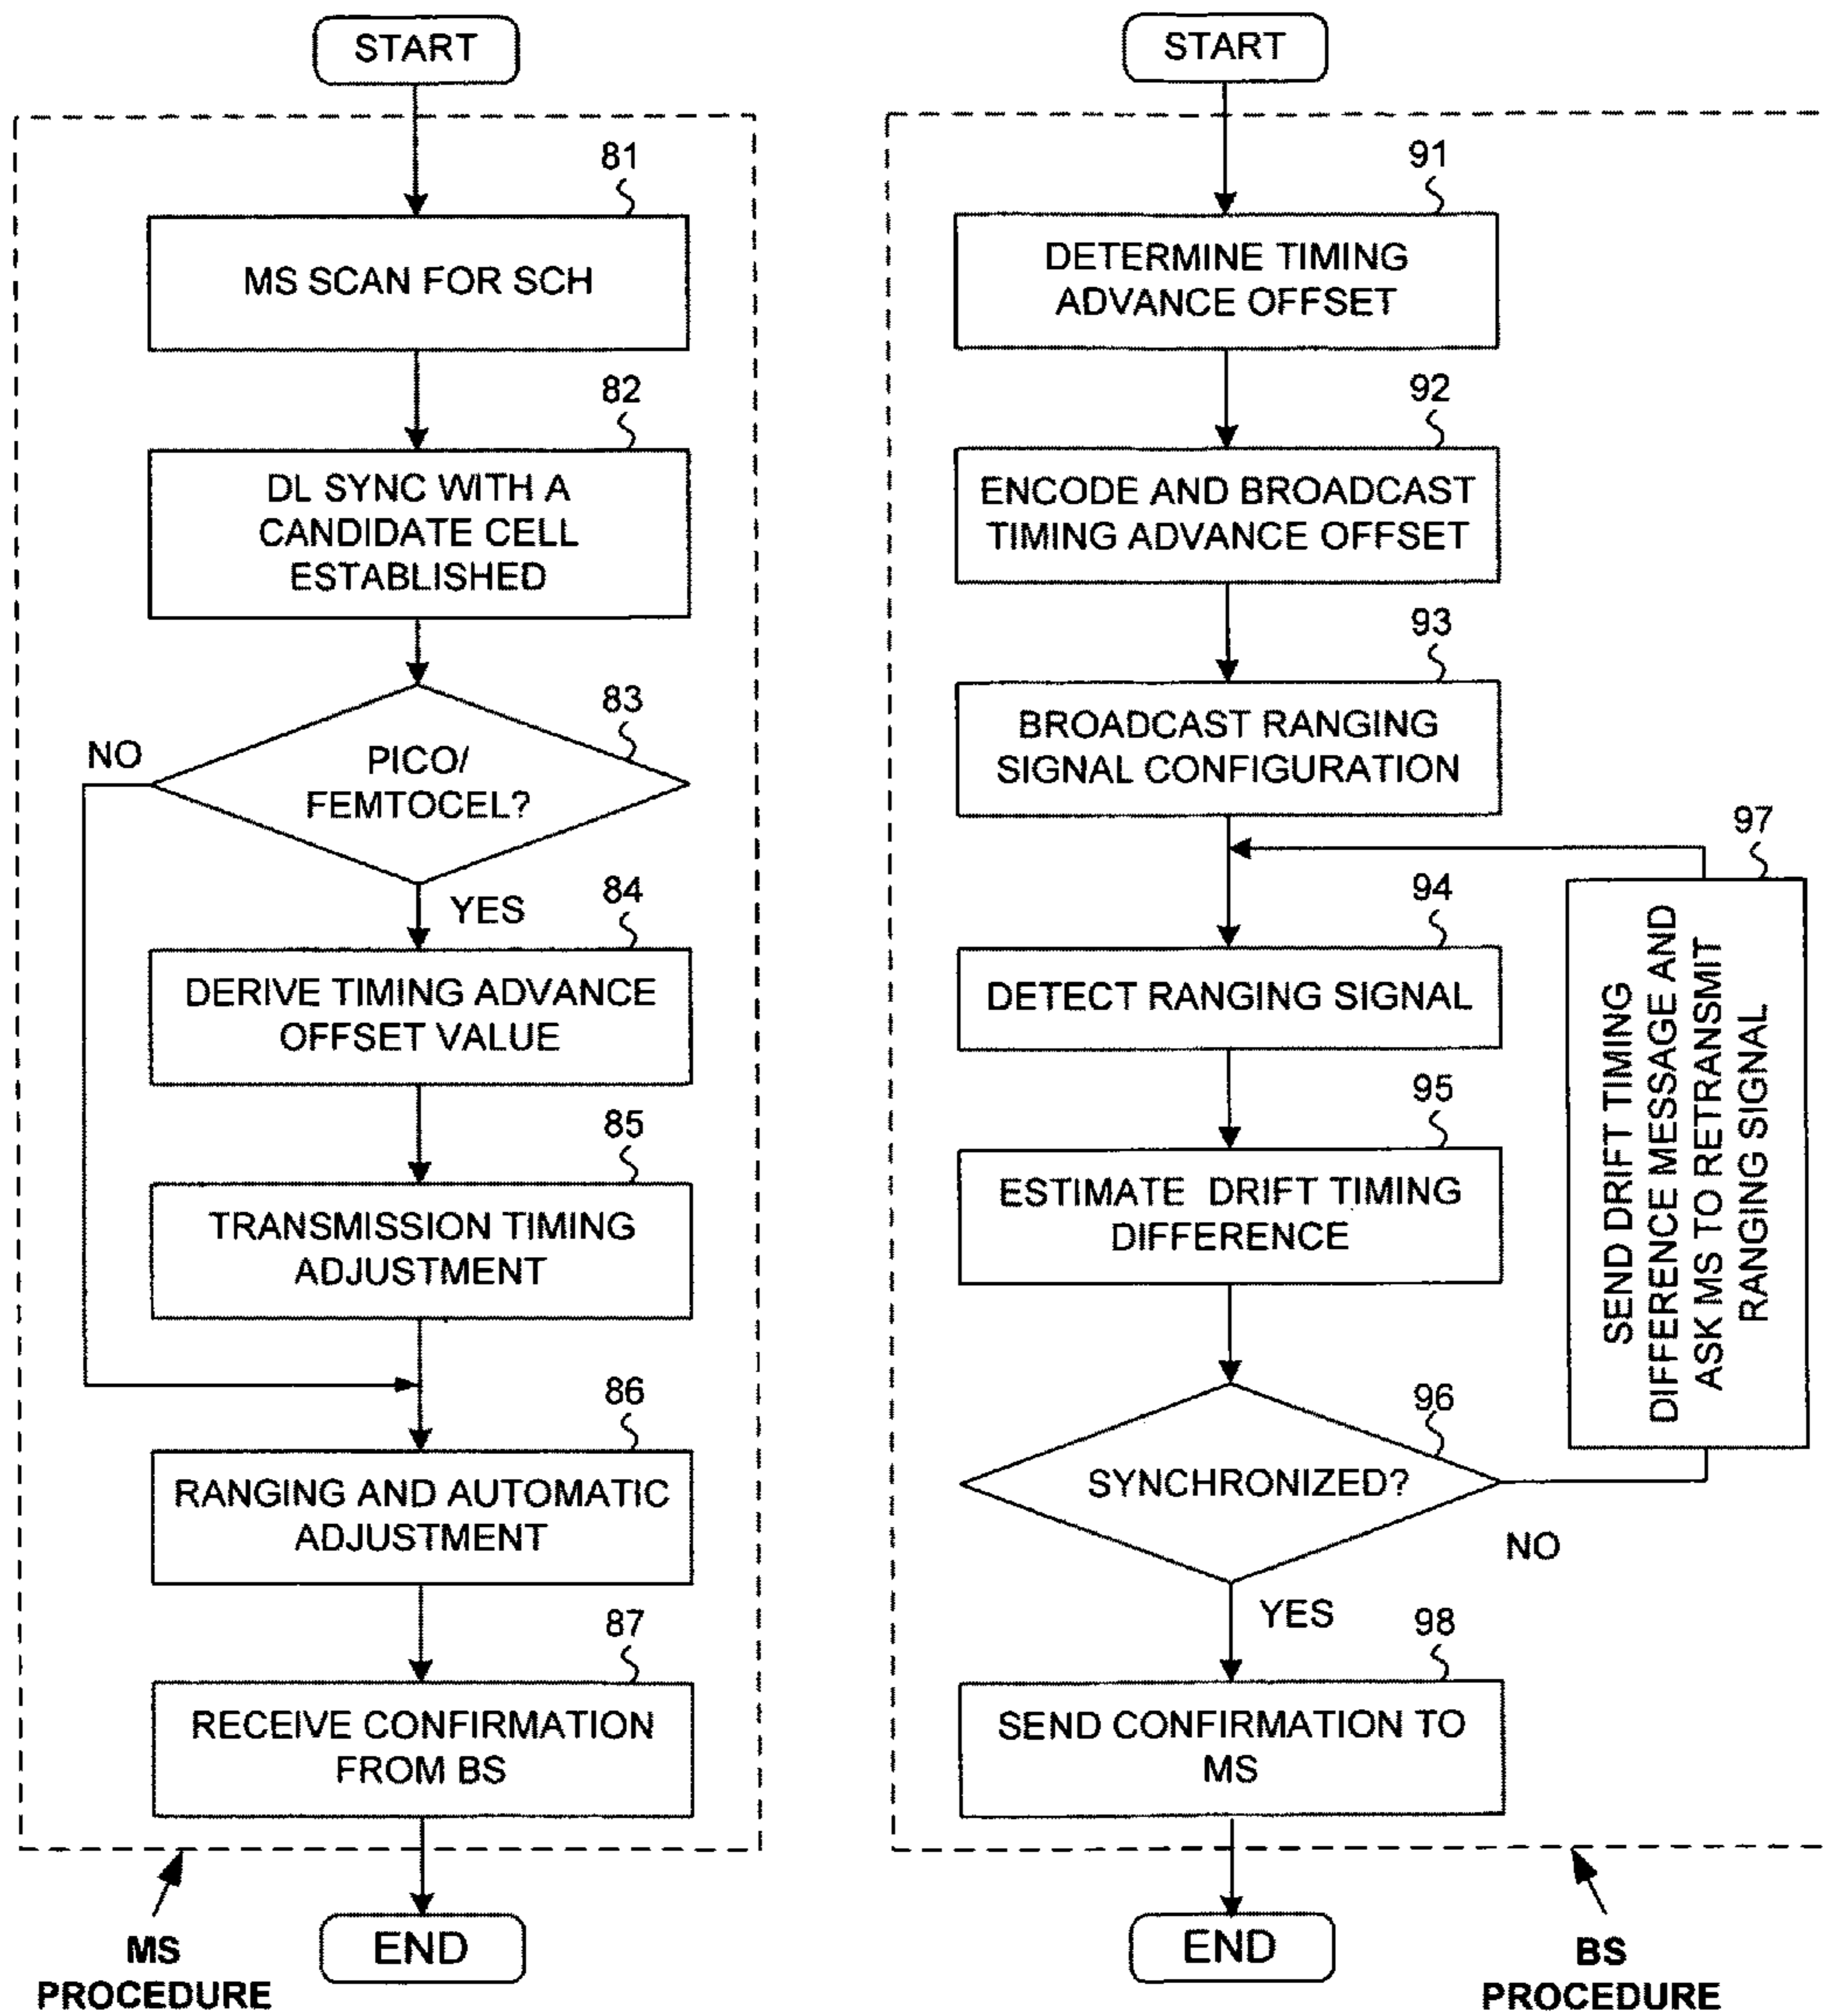 START
81
MS SCAN FOR SCH
82
DL SYNC WITH A
CANDIDATE CELL
ESTABLISHED
83
NO
PICO/
FEMTOCEL?
YES
84
DERIVE TIMING ADVANCE
OFFSET VALUE
85
TRANSMISSION TIMING
ADJUSTMENT
86
RANGING AND AUTOMATIC
ADJUSTMENT
87
RECEIVE CONFIRMATION
FROM BS
END
MS
PROCEDURE
START
91
DETERMINE TIMING
ADVANCE OFFSET
92
ENCODE AND BROADCAST
TIMING ADVANCE OFFSET
93
BROADCAST RANGING
SIGNAL CONFIGURATION
97
SEND DRIFT TIMING
DIFFERENCE MESSAGE AND
ASK MS TO RETRANSMIT
RANGING SIGNAL
94
DETECT RANGING SIGNAL
95
ESTIMATE DRIFT TIMING
DIFFERENCE
96
SYNCHRONIZED?
NO
YES
98
SEND CONFIRMATION TO
MS
END
BS
PROCEDURE